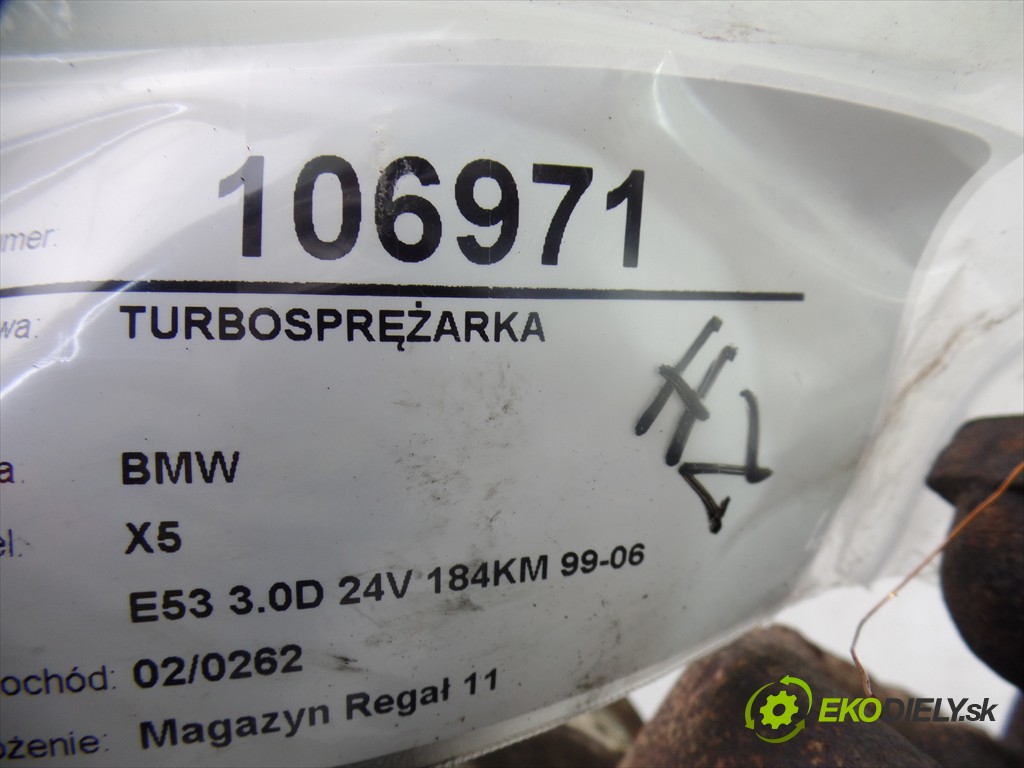 umer: 106971
wa: TURBOSPRĘŻARKA
a BMW
el: X5
E53 3.0D 24V 184KM 99-06
ochód: 02/0262
ożenie: Magazyn Regał 11
EKODIELY.sk